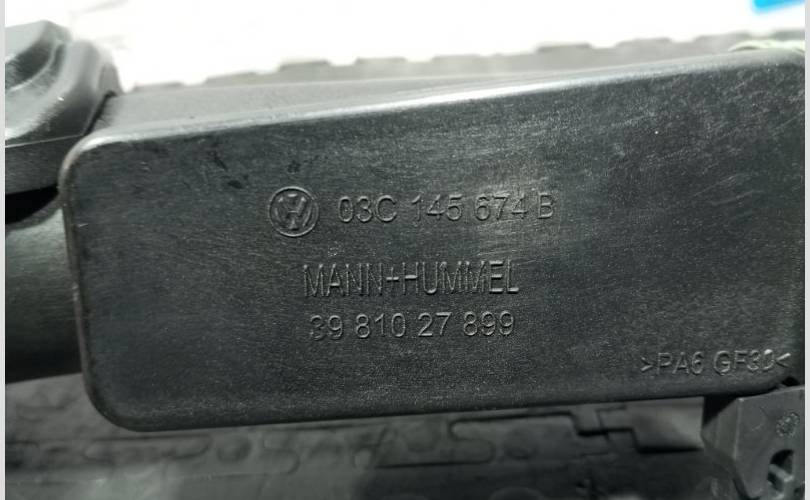 03C 145 674 B
MANN+HUMMEL
39 810 27 899
>PA6 GF30<